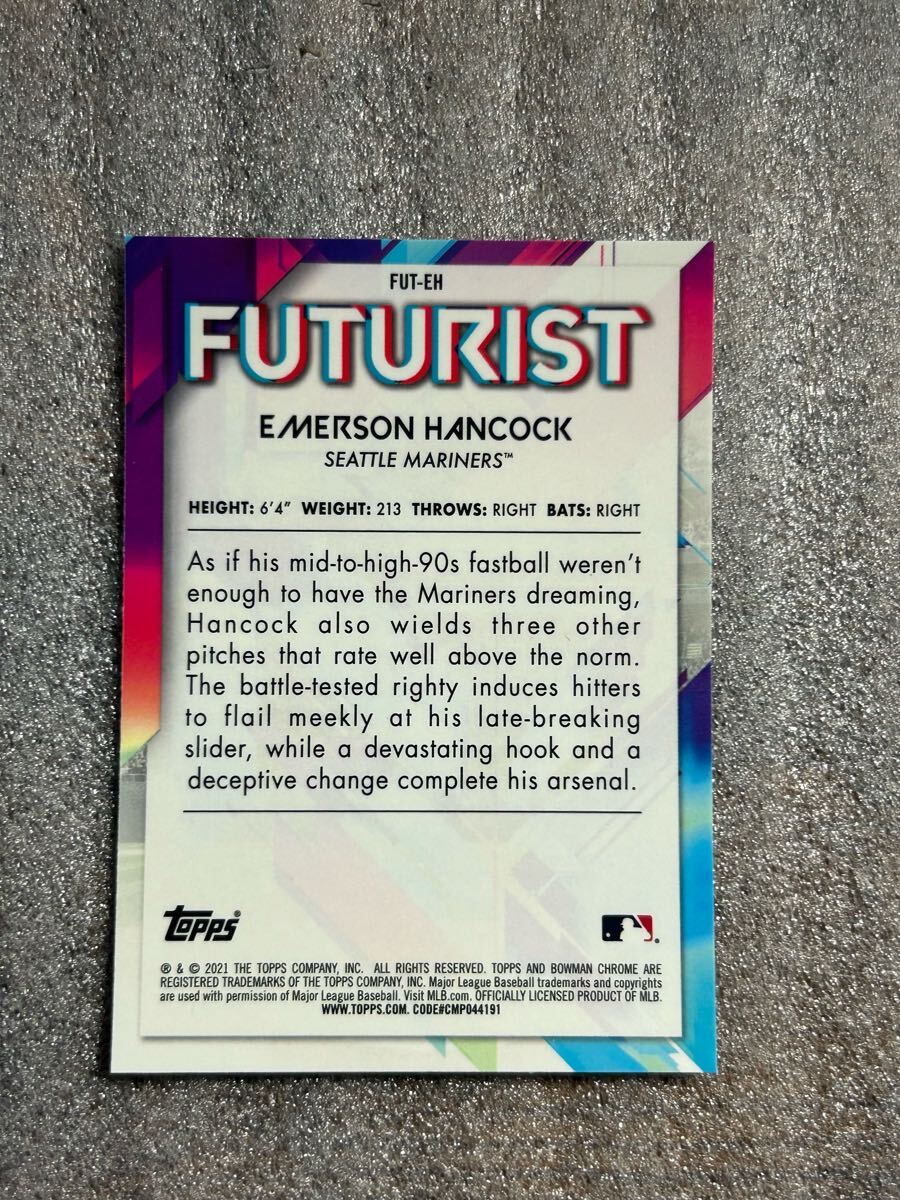 FUT-EH
FUTURIST
EMERSON HANCOCK
SEATTLE MARINERS™
HEIGHT: 6'4" WEIGHT: 213 THROWS: RIGHT BATS: RIGHT
As if his mid-to-high-90s fastball weren't
enough to have the Mariners dreaming,
Hancock also wields three other
pitches that rate well above the norm.
The battle-tested righty induces hitters
to flail meekly at his late-breaking
slider, while a devastating hook and a
deceptive change complete his arsenal.
topps®
® & © 2021 THE TOPPS COMPANY, INC. ALL RIGHTS RESERVED. TOPPS AND BOWMAN CHROME ARE
REGISTERED TRADEMARKS OF THE TOPPS COMPANY, INC. Major League Baseball trademarks and copyrights
are used with permission of Major League Baseball. Visit MLB.com. OFFICIALLY LICENSED PRODUCT OF MLB.
WWW.TOPPS.COM. CODE#CMP044191